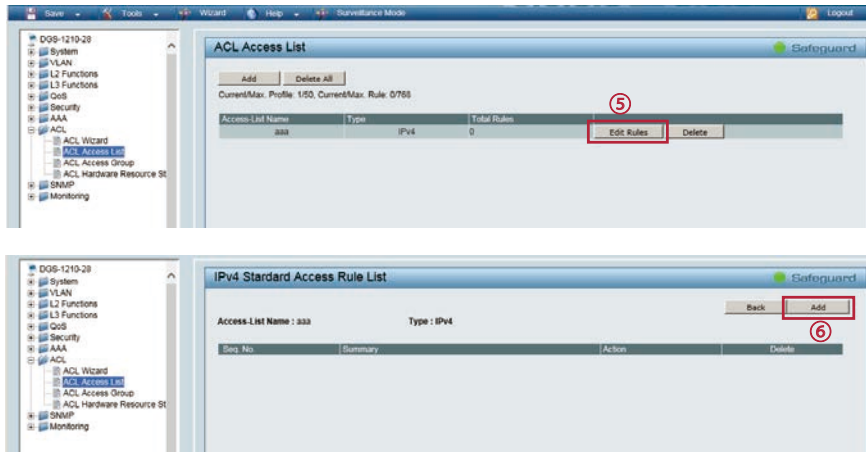 Save Tools Wizard Help Surveillance Mode Logout
DGS-1210-28
System
VLAN
L2 Functions
L3 Functions
QoS
Security
AAA
ACL
ACL Wizard
ACL Access List
ACL Access Group
ACL Hardware Resource St
SNMP
Monitoring
ACL Access List Safeguard
Add Delete All
Current/Max. Profile: 1/50, Current/Max. Rule: 0/768
⑤
Access-List Name Type Total Rules
aaa IPv4 0 Edit Rules Delete
DGS-1210-28
System
VLAN
L2 Functions
L3 Functions
QoS
Security
AAA
ACL
ACL Wizard
ACL Access List
ACL Access Group
ACL Hardware Resource St
SNMP
Monitoring
IPv4 Stardard Access Rule List Safeguard
Back Add
⑥
Access-List Name : aaa Type : IPv4
Seq. No. Summary Action Delete